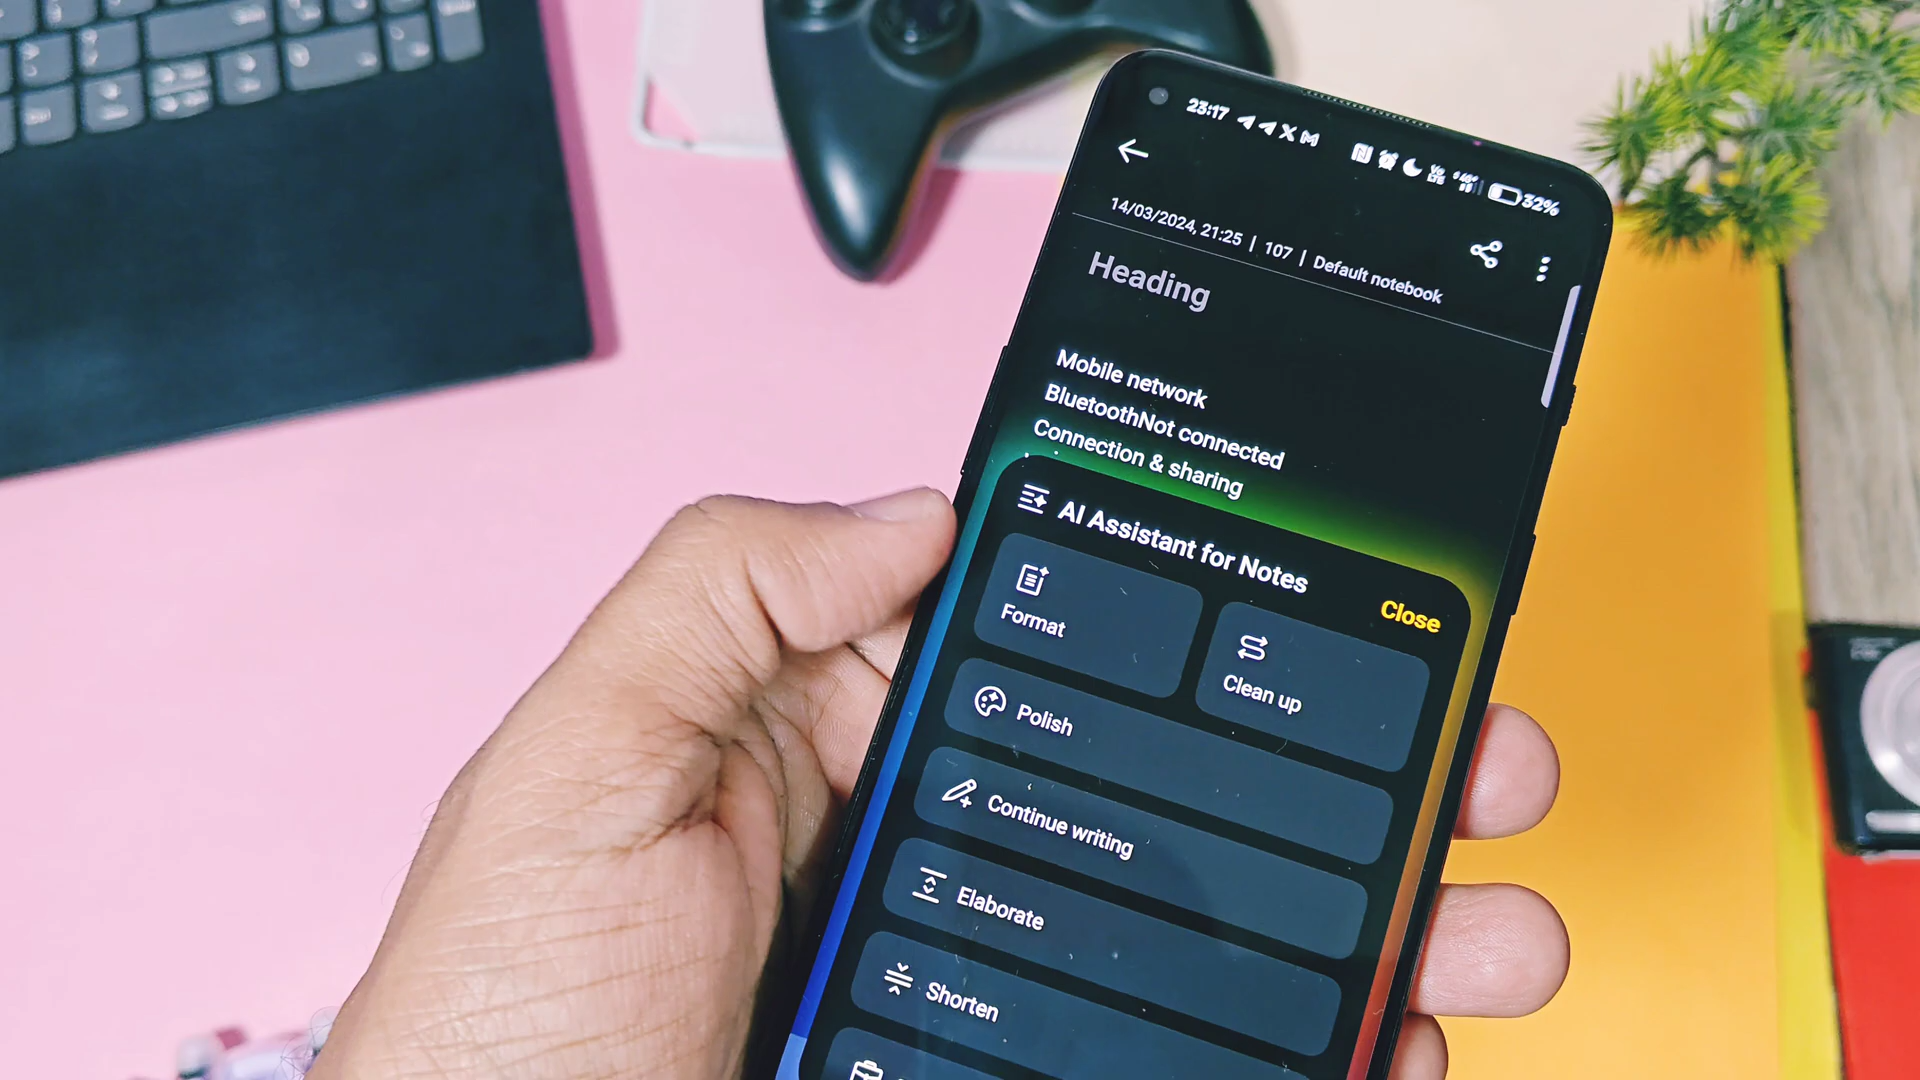 23:17
32%
14/03/2024, 21:25 | 107 | Default notebook
Heading
Mobile network
BluetoothNot connected
Connection & sharing
AI Assistant for Notes
Close
Format
Clean up
Polish
Continue writing
Elaborate
Shorten